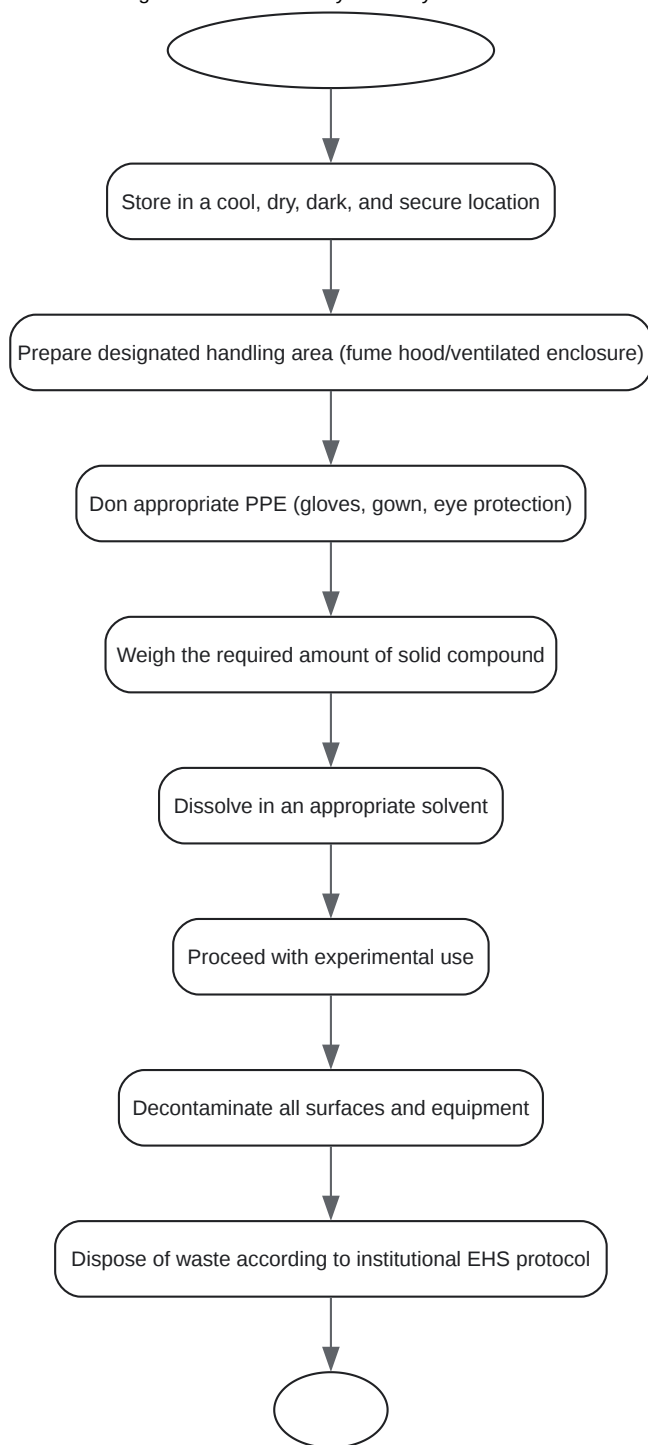 Store in a cool, dry, dark, and secure location
Prepare designated handling area (fume hood/ventilated enclosure)
Don appropriate PPE (gloves, gown, eye protection)
Weigh the required amount of solid compound
Dissolve in an appropriate solvent
Proceed with experimental use
Decontaminate all surfaces and equipment
Dispose of waste according to institutional EHS protocol